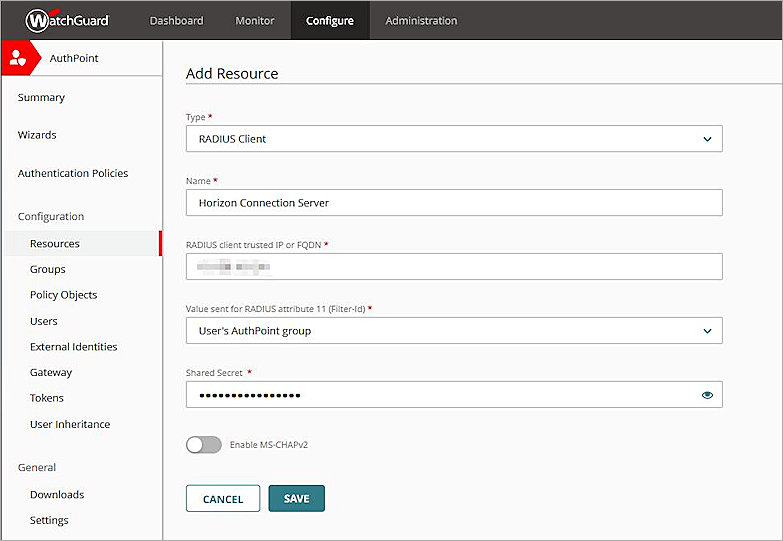 WatchGuard Dashboard Monitor Configure Administration
AuthPoint
Summary
Wizards
Authentication Policies
Configuration
Resources
Groups
Policy Objects
Users
External Identities
Gateway
Tokens
User Inheritance
General
Downloads
Settings
Add Resource
Type *
RADIUS Client
Name *
Horizon Connection Server
RADIUS client trusted IP or FQDN *
Value sent for RADIUS attribute 11 (Filter-Id) *
User's AuthPoint group
Shared Secret *
••••••••••••••••
Enable MS-CHAPv2
CANCEL SAVE